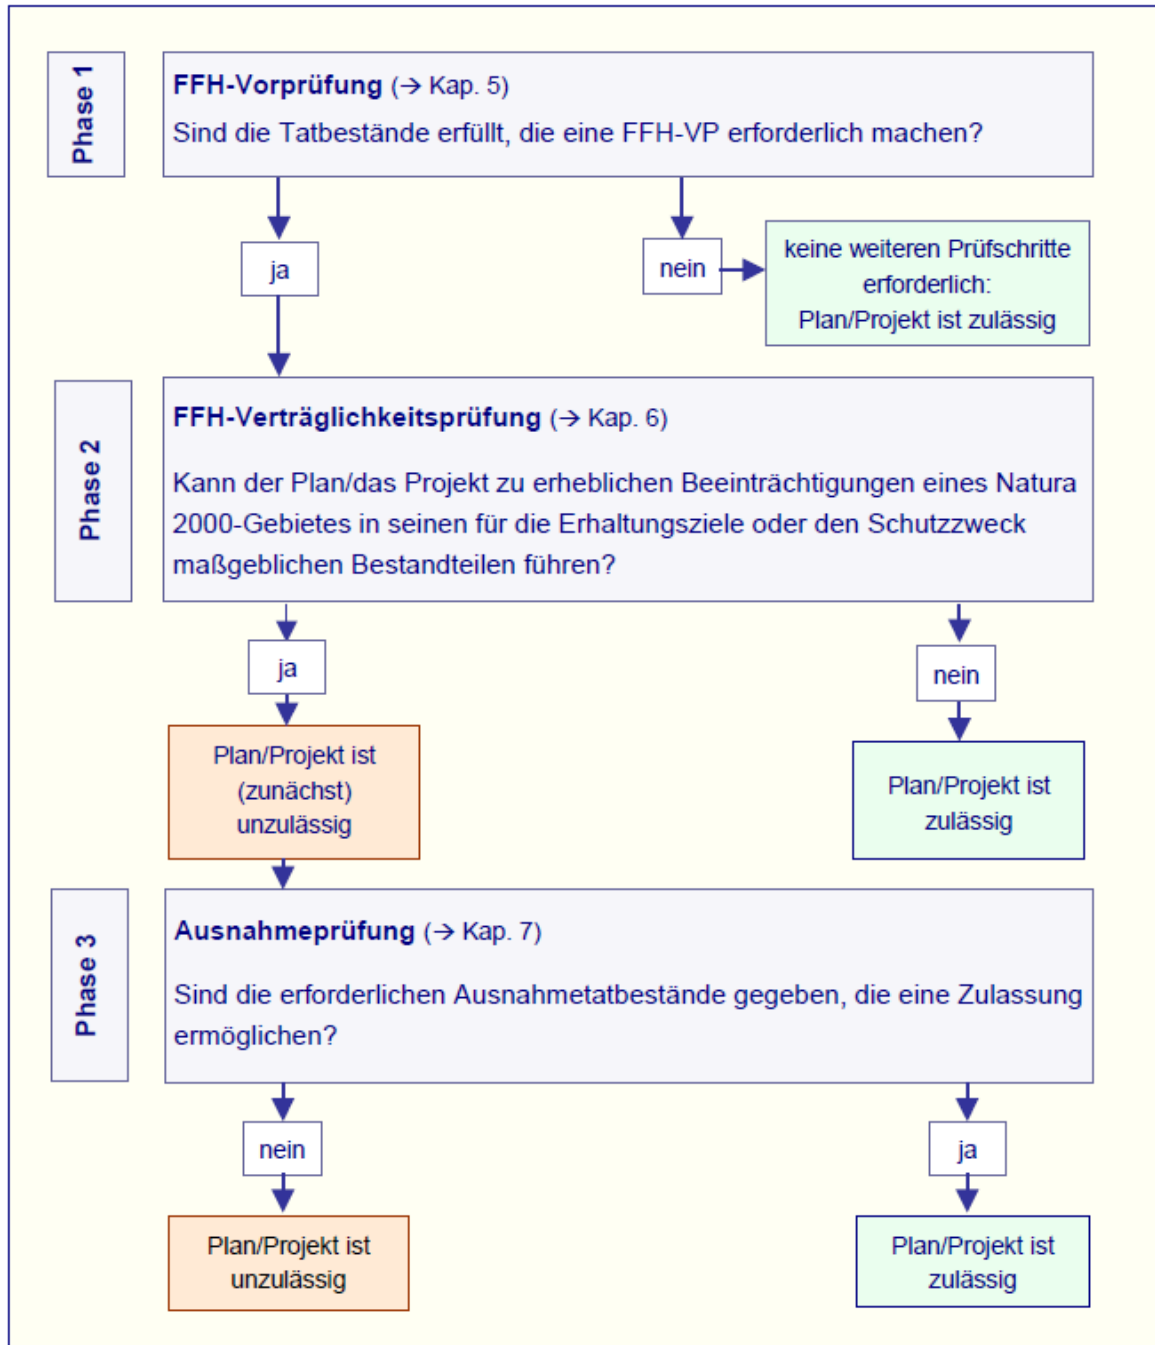 Phase 1
FFH-Vorprüfung (→ Kap. 5)
Sind die Tatbestände erfüllt, die eine FFH-VP erforderlich machen?
ja
nein
keine weiteren Prüfschritte
erforderlich:
Plan/Projekt ist zulässig
Phase 2
FFH-Verträglichkeitsprüfung (→ Kap. 6)
Kann der Plan/das Projekt zu erheblichen Beeinträchtigungen eines Natura
2000-Gebietes in seinen für die Erhaltungsziele oder den Schutzzweck
maßgeblichen Bestandteilen führen?
ja
nein
Plan/Projekt ist
(zunächst)
unzulässig
Plan/Projekt ist
zulässig
Phase 3
Ausnahmeprüfung (→ Kap. 7)
Sind die erforderlichen Ausnahmetatbestände gegeben, die eine Zulassung
ermöglichen?
nein
ja
Plan/Projekt ist
unzulässig
Plan/Projekt ist
zulässig